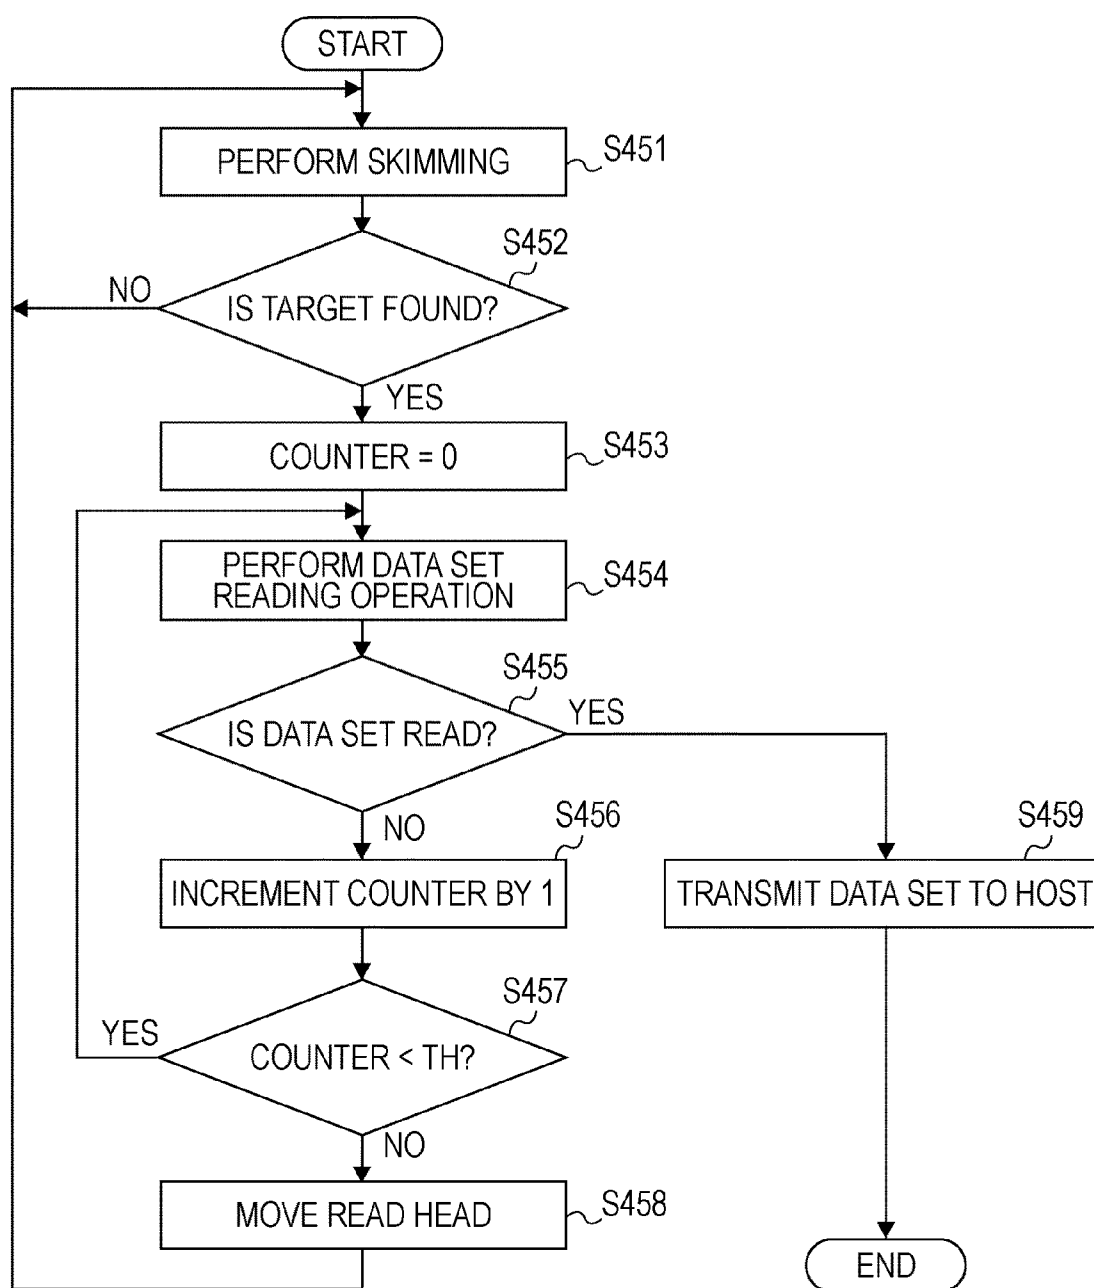 START
PERFORM SKIMMING
S451
S452
NO
IS TARGET FOUND?
YES
COUNTER = 0
S453
PERFORM DATA SET
READING OPERATION
S454
S455
IS DATA SET READ?
YES
NO
S456
INCREMENT COUNTER BY 1
S459
TRANSMIT DATA SET TO HOST
S457
YES
COUNTER < TH?
NO
MOVE READ HEAD
S458
END